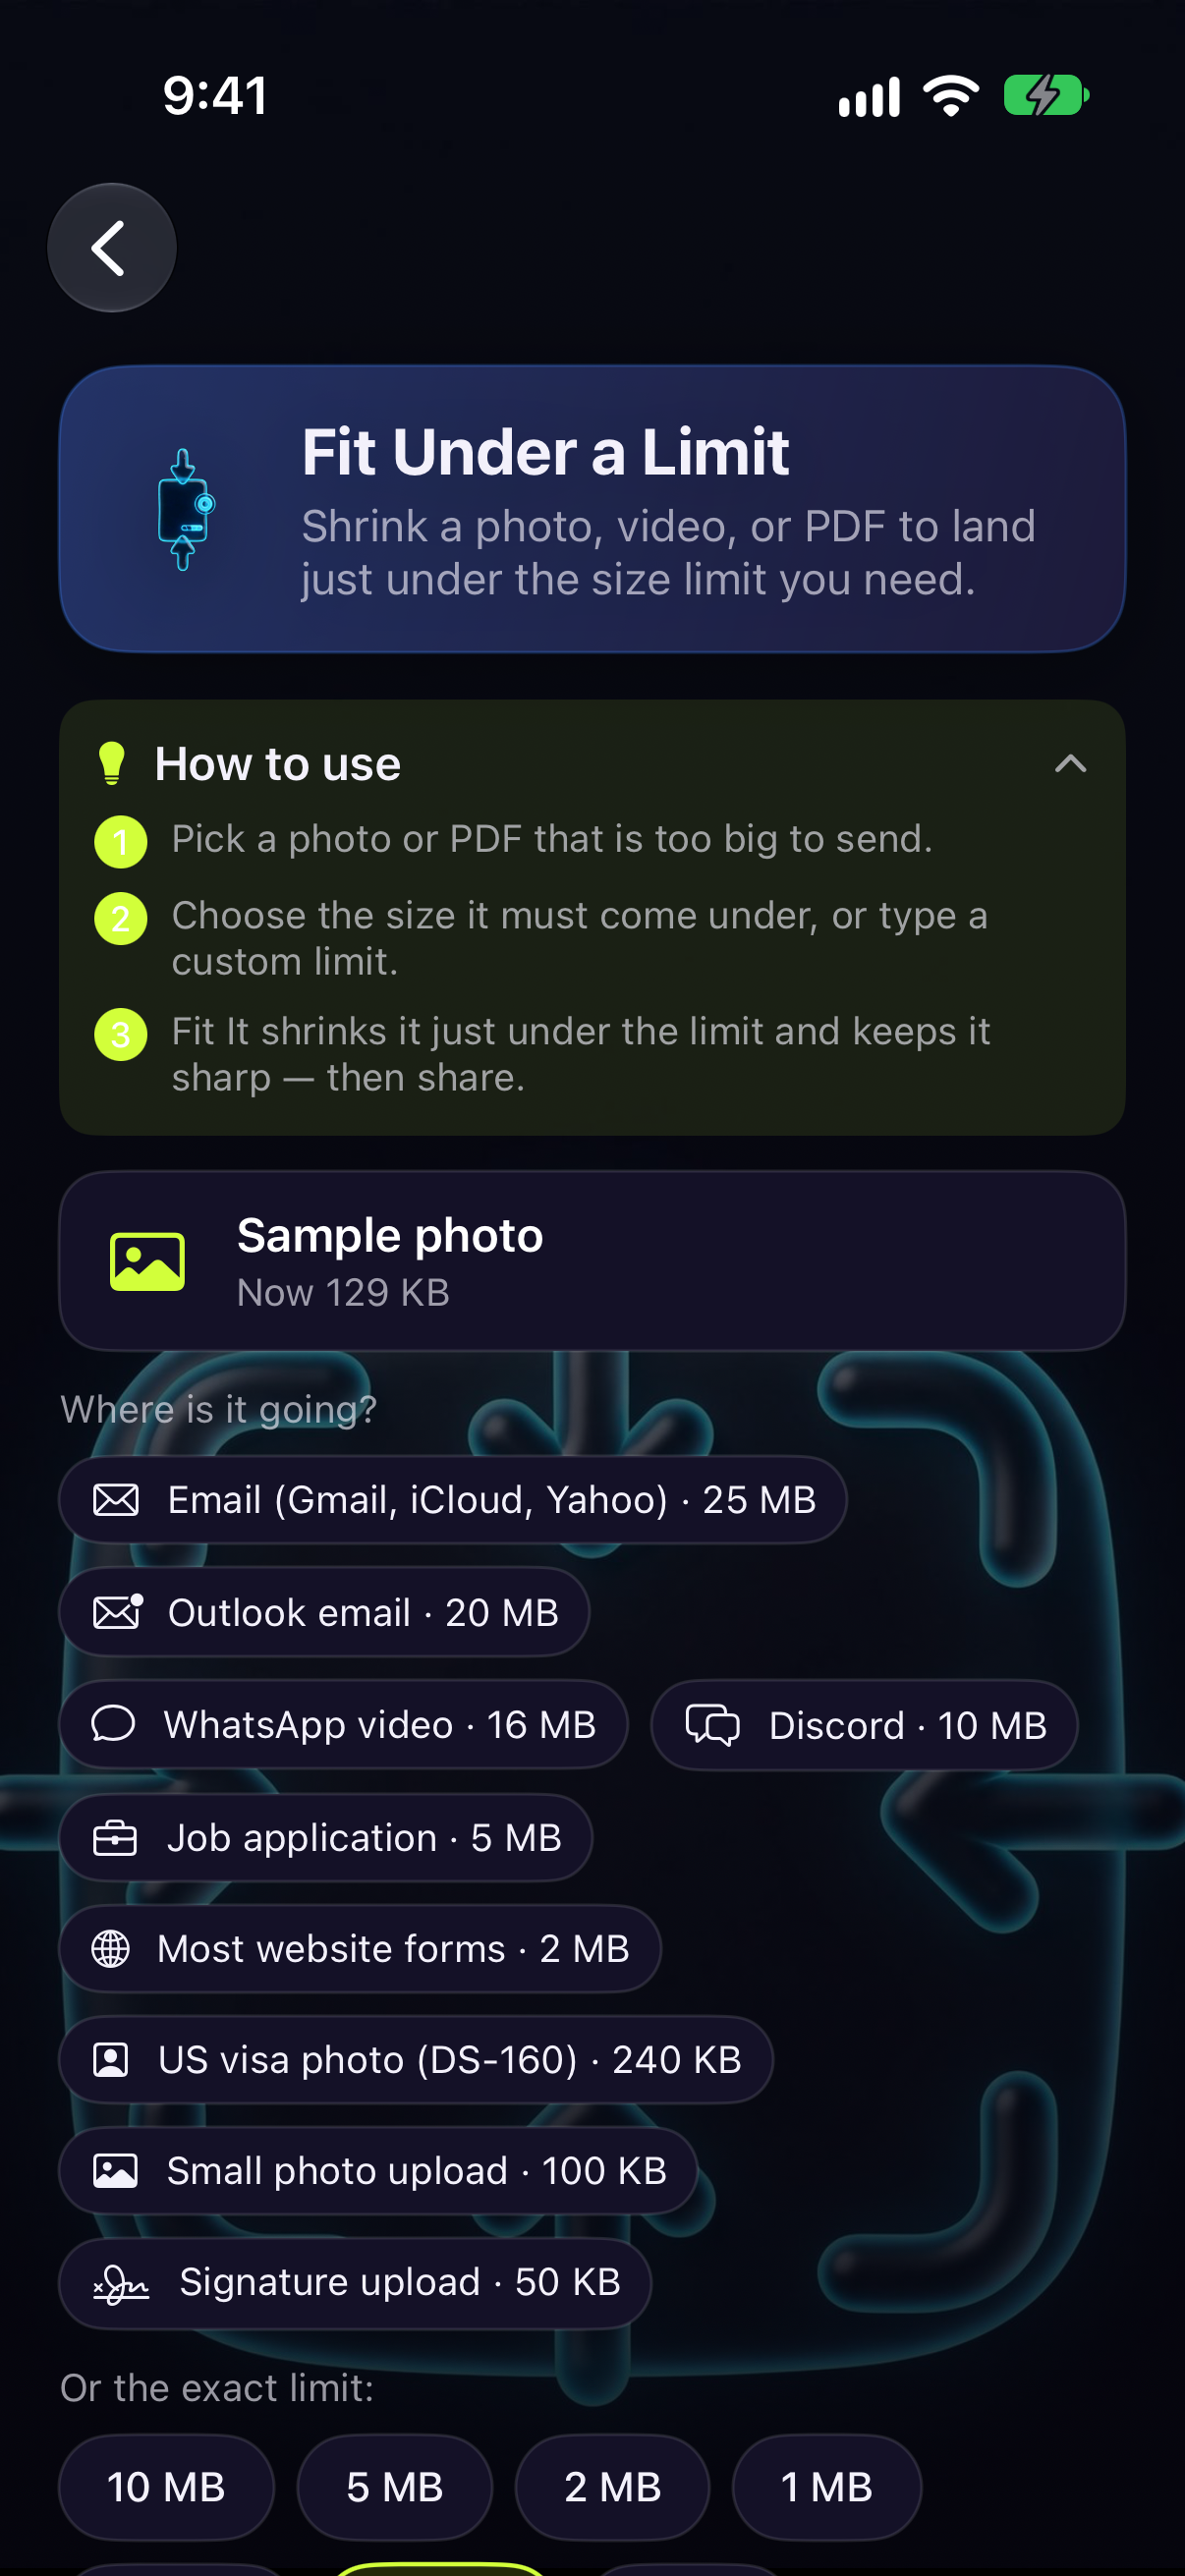 9:41
Fit Under a Limit
Shrink a photo, video, or PDF to land
just under the size limit you need.
How to use
1 Pick a photo or PDF that is too big to send.
2 Choose the size it must come under, or type a
custom limit.
3 Fit It shrinks it just under the limit and keeps it
sharp — then share.
Sample photo
Now 129 KB
Where is it going?
Email (Gmail, iCloud, Yahoo) · 25 MB
Outlook email · 20 MB
WhatsApp video · 16 MB
Discord · 10 MB
Job application · 5 MB
Most website forms · 2 MB
US visa photo (DS-160) · 240 KB
Small photo upload · 100 KB
Signature upload · 50 KB
Or the exact limit:
10 MB
5 MB
2 MB
1 MB